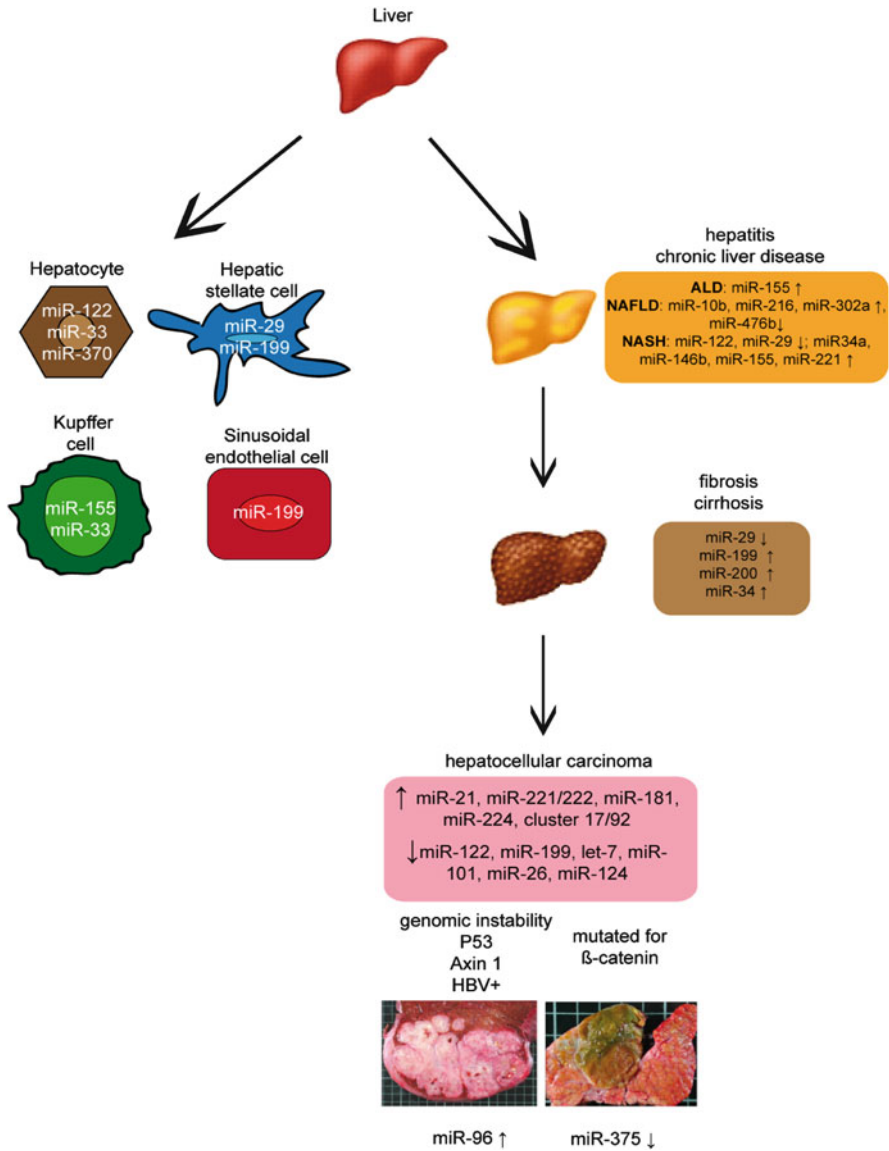 Liver
Hepatocyte
miR-122
miR-33
miR-370
Hepatic
stellate cell
miR-29
miR-199
Kupffer
cell
miR-155
miR-33
Sinusoidal
endothelial cell
miR-199
hepatitis
chronic liver disease
ALD: miR-155 ↑
NAFLD: miR-10b, miR-216, miR-302a ↑,
miR-476b↓
NASH: miR-122, miR-29 ↓; miR34a,
miR-146b, miR-155, miR-221 ↑
fibrosis
cirrhosis
miR-29 ↓
miR-199 ↑
miR-200 ↑
miR-34 ↑
hepatocellular carcinoma
↑ miR-21, miR-221/222, miR-181,
miR-224, cluster 17/92
↓miR-122, miR-199, let-7, miR-
101, miR-26, miR-124
genomic instability
P53
Axin 1
HBV+
mutated for
ß-catenin
miR-96 ↑
miR-375 ↓